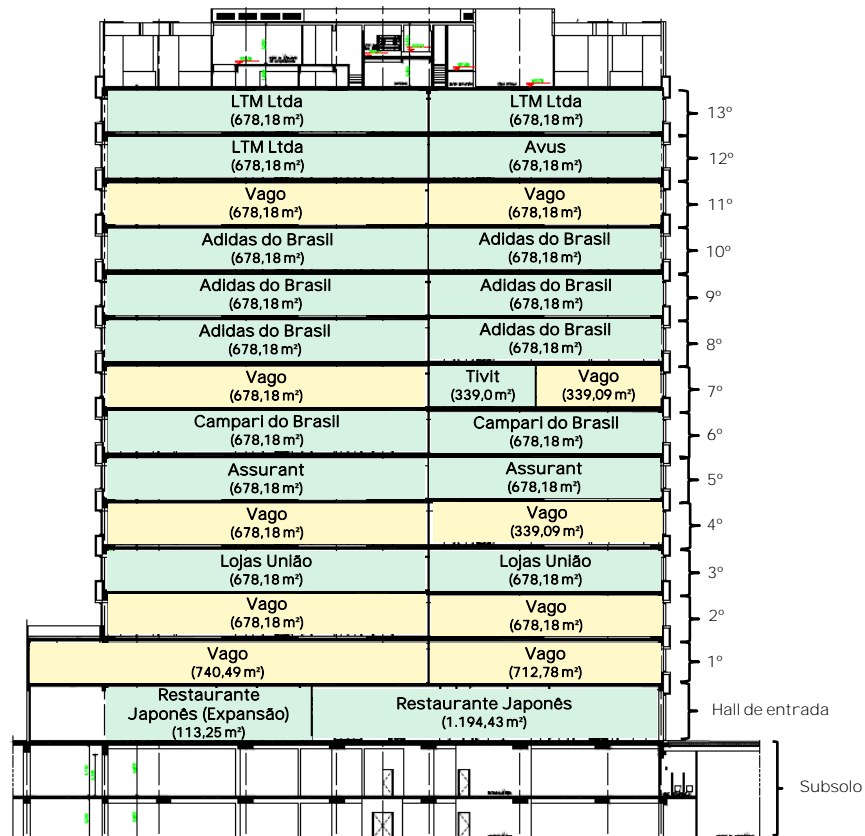 LTM Ltda
(678,18 m²)
LTM Ltda
(678,18 m²)
13º
LTM Ltda
(678,18 m²)
Avus
(678,18 m²)
12º
Vago
(678,18 m²)
Vago
(678,18 m²)
11º
Adidas do Brasil
(678,18 m²)
Adidas do Brasil
(678,18 m²)
10º
Adidas do Brasil
(678,18 m²)
Adidas do Brasil
(678,18 m²)
9º
Adidas do Brasil
(678,18 m²)
Adidas do Brasil
(678,18 m²)
8º
Vago
(678,18 m²)
Tivit
(339,0 m²)
Vago
(339,09 m²)
7º
Campari do Brasil
(678,18 m²)
Campari do Brasil
(678,18 m²)
6º
Assurant
(678,18 m²)
Assurant
(678,18 m²)
5º
Vago
(678,18 m²)
Vago
(339,09 m²)
4º
Lojas União
(678,18 m²)
Lojas União
(678,18 m²)
3º
Vago
(678,18 m²)
Vago
(678,18 m²)
2º
Vago
(740,49 m²)
Vago
(712,78 m²)
1º
Restaurante
Japonês (Expansão)
(113,25 m²)
Restaurante Japonês
(1.194,43 m²)
Hall de entrada
Subsolo